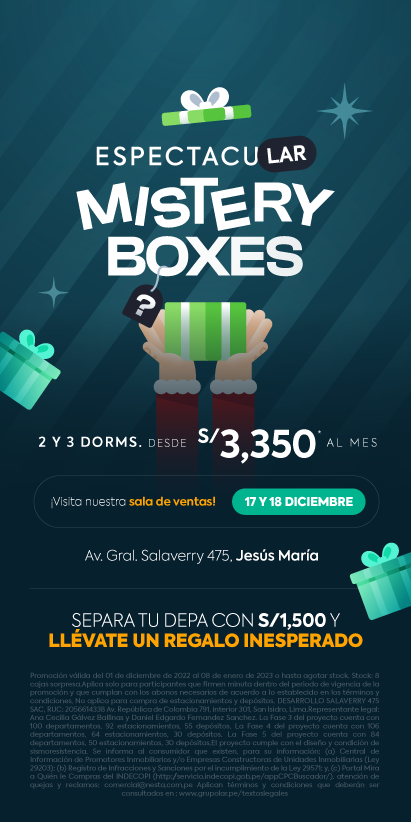 ESPECTACULAR
MISTERY
BOXES
?
2 Y 3 DORMS. DESDE S/3,350* AL MES
¡Visita nuestra sala de ventas! 17 Y 18 DICIEMBRE
Av. Gral. Salaverry 475, Jesús María
SEPARA TU DEPA CON S/1,500 Y
LLÉVATE UN REGALO INESPERADO
Promoción válida del 01 de diciembre de 2022 al 08 de enero de 2023 o hasta agotar stock. Stock: 8
cajas sorpresa.Aplica solo para participantes que firmen minuta dentro del periodo de vigencia de la
promoción y que cumplan con los abonos necesarios de acuerdo a lo establecido en los términos y
condiciones. No aplica para compra de estacionamientos y depósitos. DESARROLLO SALAVERRY 475
SAC, RUC: 20566143 Av. República de Colombia 791, interior 301, San Isidro, Lima.Representante legal:
Ana Cecilia Gálvez Ballinas y Daniel Edgardo Fernandez Sanchez. La Fase 3 del proyecto cuenta con
100 departamentos, 92 estacionamientos, 55 depósitos. La Fase 4 del proyecto cuenta con 106
departamentos, 64 estacionamientos, 30 depósitos. La Fase 5 del proyecto cuenta con 84
departamentos, 50 estacionamientos, 30 depósitos.El proyecto cumple con el diseño y condición de
sismoresistencia. Se informa al consumidor que existen, para su información: (a) Central de
Información de Promotores Inmobiliarios y/o Empresas Constructoras de Unidades Inmobiliarias (Ley
29203); (b) Registro de Infracciones y Sanciones por el incumplimiento de la Ley 29571; y, (c) Portal Mira
a Quién le Compras del INDECOPI (http://servicio.indecopi.gob.pe/appCPCBuscador/). atención de
quejas y reclamos: comercial@nesta.com.pe Aplican términos y condiciones que deberán ser
consultadas en : www.grupolar.pe/textoslegales